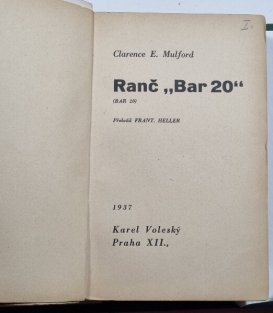 I.
Clarence E. Mulford
Ranč „Bar 20“
(BAR 20)
Přeložil FRANT. HELLER
1937
Karel Voleský
Praha XII.,